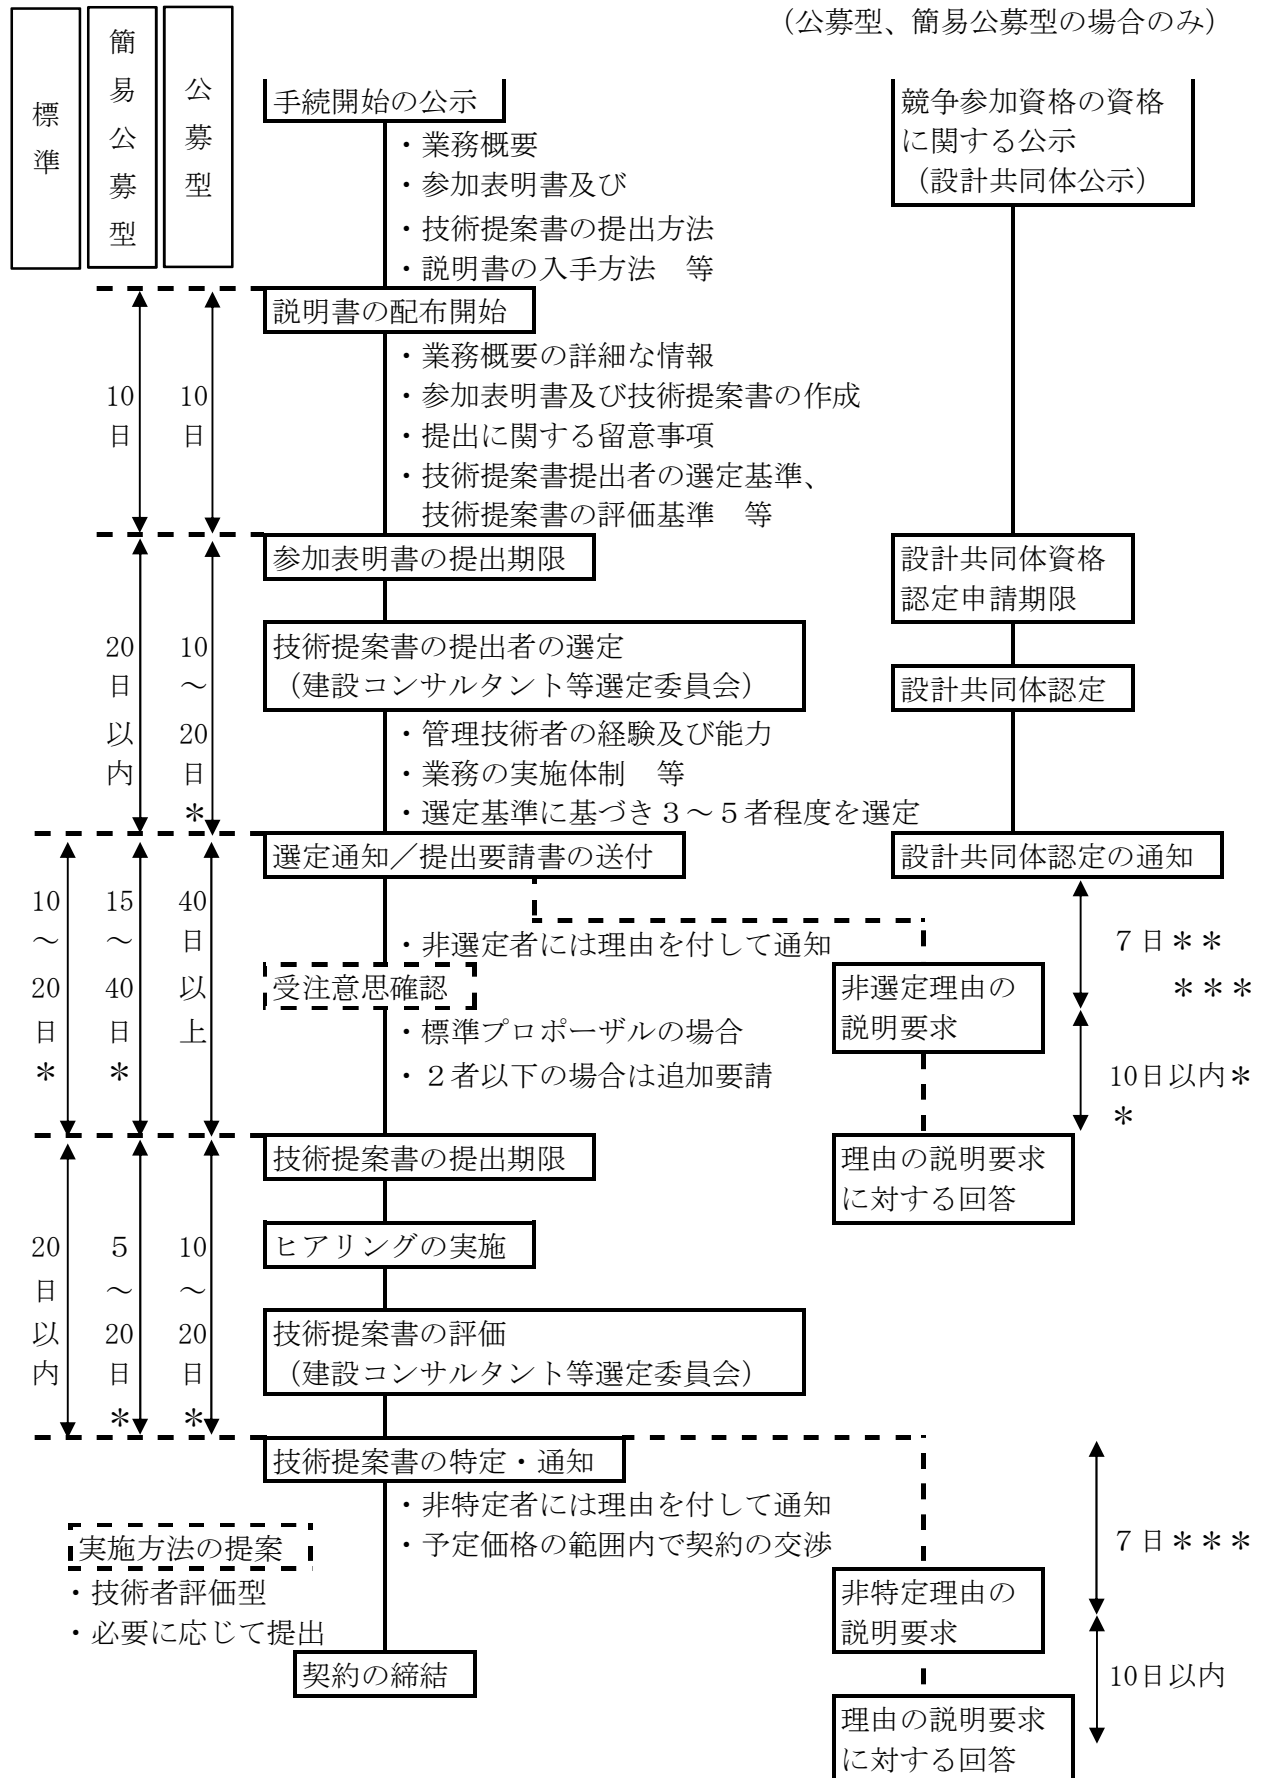 （公募型、簡易公募型の場合のみ）
標準
簡易公募型
公募型
手続開始の公示
・業務概要
・参加表明書及び
・技術提案書の提出方法
・説明書の入手方法　等
競争参加資格の資格
に関する公示
（設計共同体公示）
説明書の配布開始
・業務概要の詳細な情報
・参加表明書及び技術提案書の作成
・提出に関する留意事項
・技術提案書提出者の選定基準、
技術提案書の評価基準　等
10日
10日
参加表明書の提出期限
設計共同体資格
認定申請期限
20日以内
10～20日＊
技術提案書の提出者の選定
（建設コンサルタント等選定委員会）
設計共同体認定
・管理技術者の経験及び能力
・業務の実施体制　等
・選定基準に基づき３～５者程度を選定
選定通知／提出要請書の送付
設計共同体認定の通知
10～20日＊
15～40日＊
40日以上
・非選定者には理由を付して通知
7日＊＊
＊＊＊
受注意思確認
非選定理由の
説明要求
・標準プロポーザルの場合
・２者以下の場合は追加要請
10日以内＊
＊
技術提案書の提出期限
理由の説明要求
に対する回答
20日以内
５～20日＊
10～20日＊
ヒアリングの実施
技術提案書の評価
（建設コンサルタント等選定委員会）
技術提案書の特定・通知
・非特定者には理由を付して通知
・予定価格の範囲内で契約の交渉
7日＊＊＊
実施方法の提案
・技術者評価型
・必要に応じて提出
非特定理由の
説明要求
契約の締結
10日以内
理由の説明要求
に対する回答